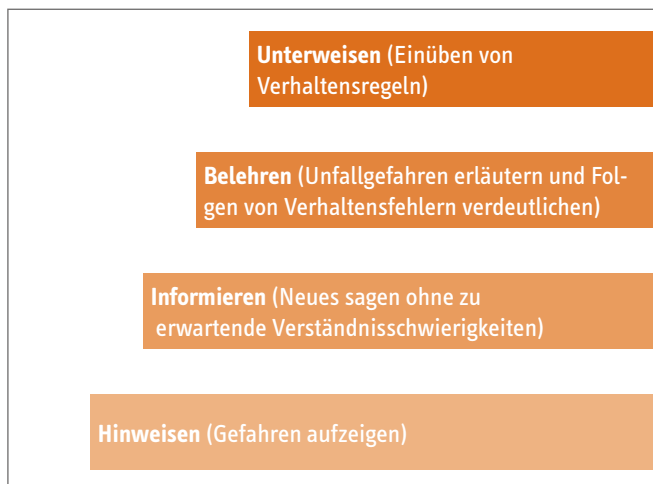 Unterweisen (Einüben von
Verhaltensregeln)
Belehren (Unfallgefahren erläutern und Fol-
gen von Verhaltensfehlern verdeutlichen)
Informieren (Neues sagen ohne zu
erwartende Verständnisschwierigkeiten)
Hinweisen (Gefahren aufzeigen)